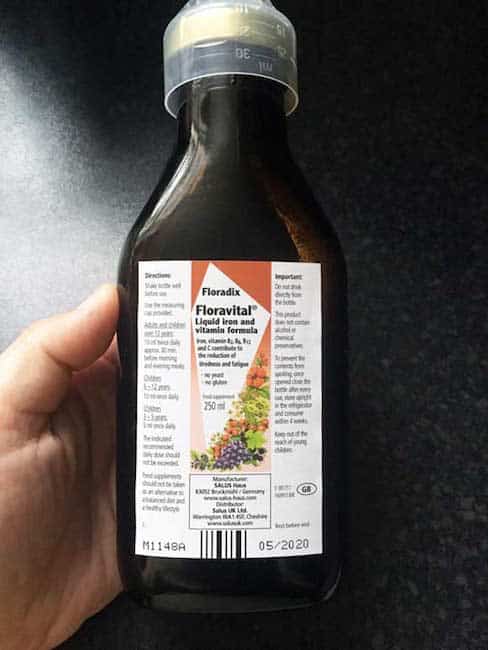 ml
30
25
15
Directions:
Shake bottle well
before use.
Use the measuring
cup provided.
Adults and children
over 12 years:
10 ml twice daily
approx. 30 min.
before morning
and evening meals.
Children
6 – 12 years:
10 ml once daily.
Children
3 – 5 years:
5 ml once daily.
The indicated
recommended
daily dose should
not be exceeded.
Food supplements
should not be taken
as an alternative to
a balanced diet and
a healthy lifestyle.
M1148A
Floradix
Floravital®
Liquid iron and
vitamin formula
Iron, vitamin B2, B6, B12
and C contribute to
the reduction of
tiredness and fatigue
- no yeast
- no gluten
Food supplement
250 ml
Manufacturer:
SALUS Haus
83052 Bruckmühl / Germany
www.salus-haus.com
Distributor:
Salus UK Ltd.
Warrington WA1 4SF, Cheshire
www.salusuk.com
Important:
Do not drink
directly from
the bottle.
This product
does not contain
alcohol or
chemical
preservatives.
To prevent the
contents from
spoiling, once
opened close the
bottle after every
use, store upright
in the refrigerator
and consume
within 4 weeks.
Keep out of the
reach of young
children.
GB
Best before end:
05/2020